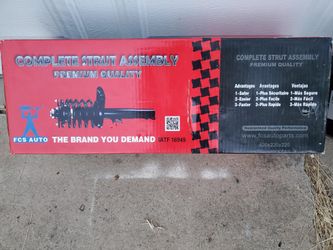 COMPLETE STRUT ASSEMBLY
PREMIUM QUALITY
FCS AUTO
THE BRAND YOU DEMAND
IATF 16949
COMPLETE STRUT ASSEMBLY
PREMIUM QUALITY
Advantages Avantages Ventajas
1-Safer 1-Plus Sécuritaire 1-Más Seguro
2-Easier 2-Plus Facile 2-Más Fácil
3-Faster 3-Plus Rapide 3-Más Rápido
www.fcsautoparts.com